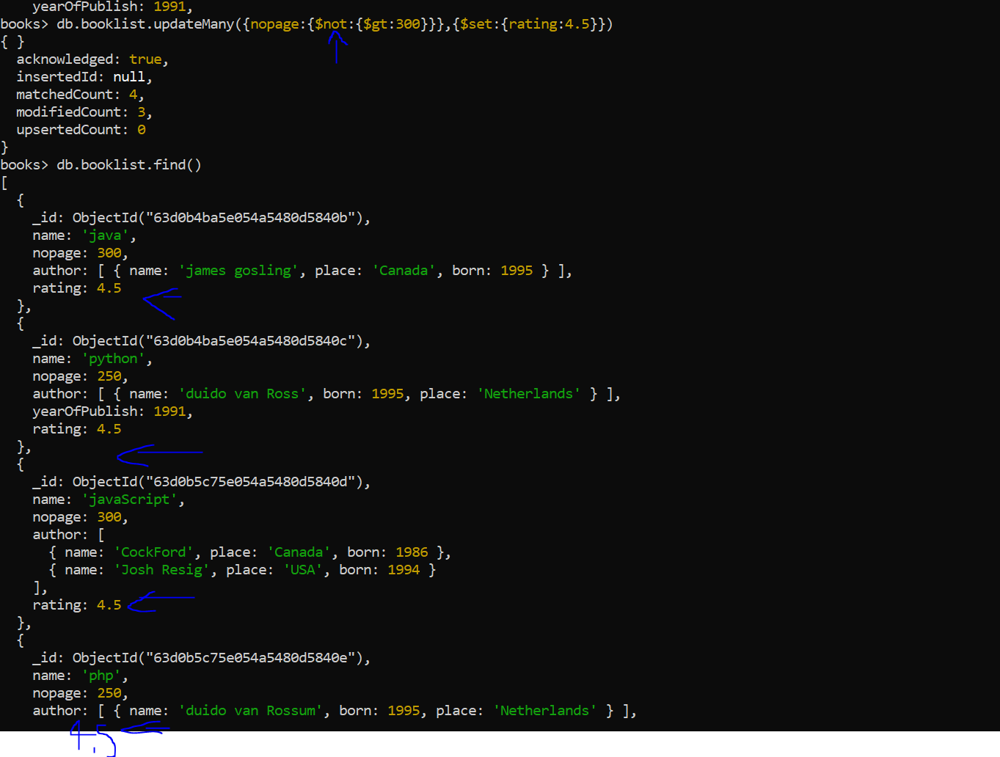 yearOfPublish: 1991,
books> db.booklist.updateMany({nopage:{$not:{$gt:300}}},{$set:{rating:4.5}})
{ }
acknowledged: true,
insertedId: null,
matchedCount: 4,
modifiedCount: 3,
upsertedCount: 0
}
books> db.booklist.find()
[
{
_id: ObjectId("63d0b4ba5e054a5480d5840b"),
name: 'java',
nopage: 300,
author: [ { name: 'james gosling', place: 'Canada', born: 1995 } ],
rating: 4.5
},
{
_id: ObjectId("63d0b4ba5e054a5480d5840c"),
name: 'python',
nopage: 250,
author: [ { name: 'duido van Ross', born: 1995, place: 'Netherlands' } ],
yearOfPublish: 1991,
rating: 4.5
},
{
_id: ObjectId("63d0b5c75e054a5480d5840d"),
name: 'javaScript',
nopage: 300,
author: [
{ name: 'CockFord', place: 'Canada', born: 1986 },
{ name: 'Josh Resig', place: 'USA', born: 1994 }
],
rating: 4.5
},
{
_id: ObjectId("63d0b5c75e054a5480d5840e"),
name: 'php',
nopage: 250,
author: [ { name: 'duido van Rossum', born: 1995, place: 'Netherlands' } ],
4.5